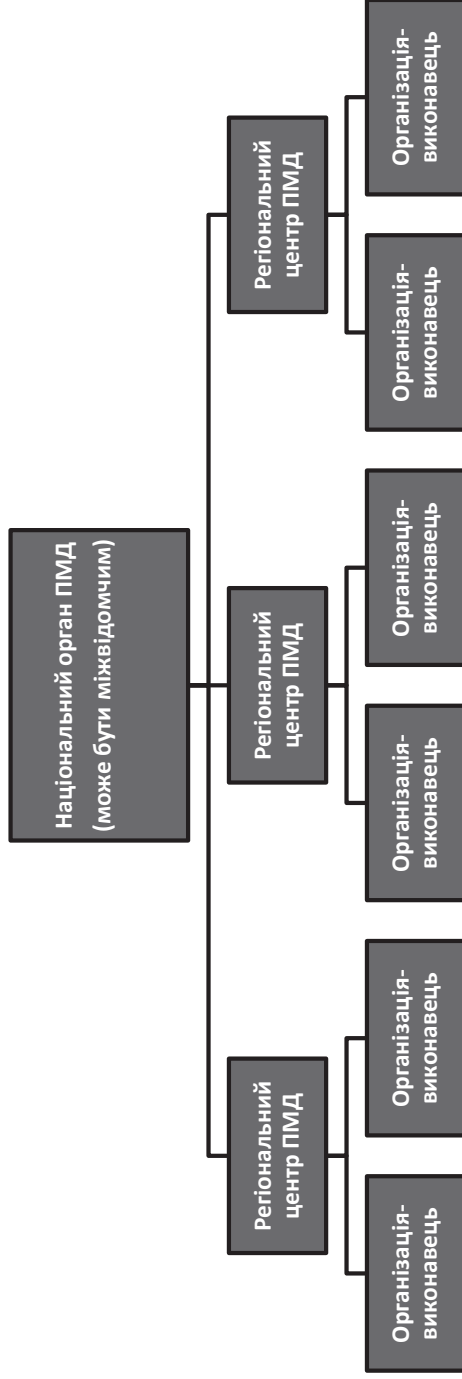 Національний орган ПМД
(може бути міжвідомчим)
Регіональний
центр ПМД
Регіональний
центр ПМД
Регіональний
центр ПМД
Організація-
виконавець
Організація-
виконавець
Організація-
виконавець
Організація-
виконавець
Організація-
виконавець
Організація-
виконавець